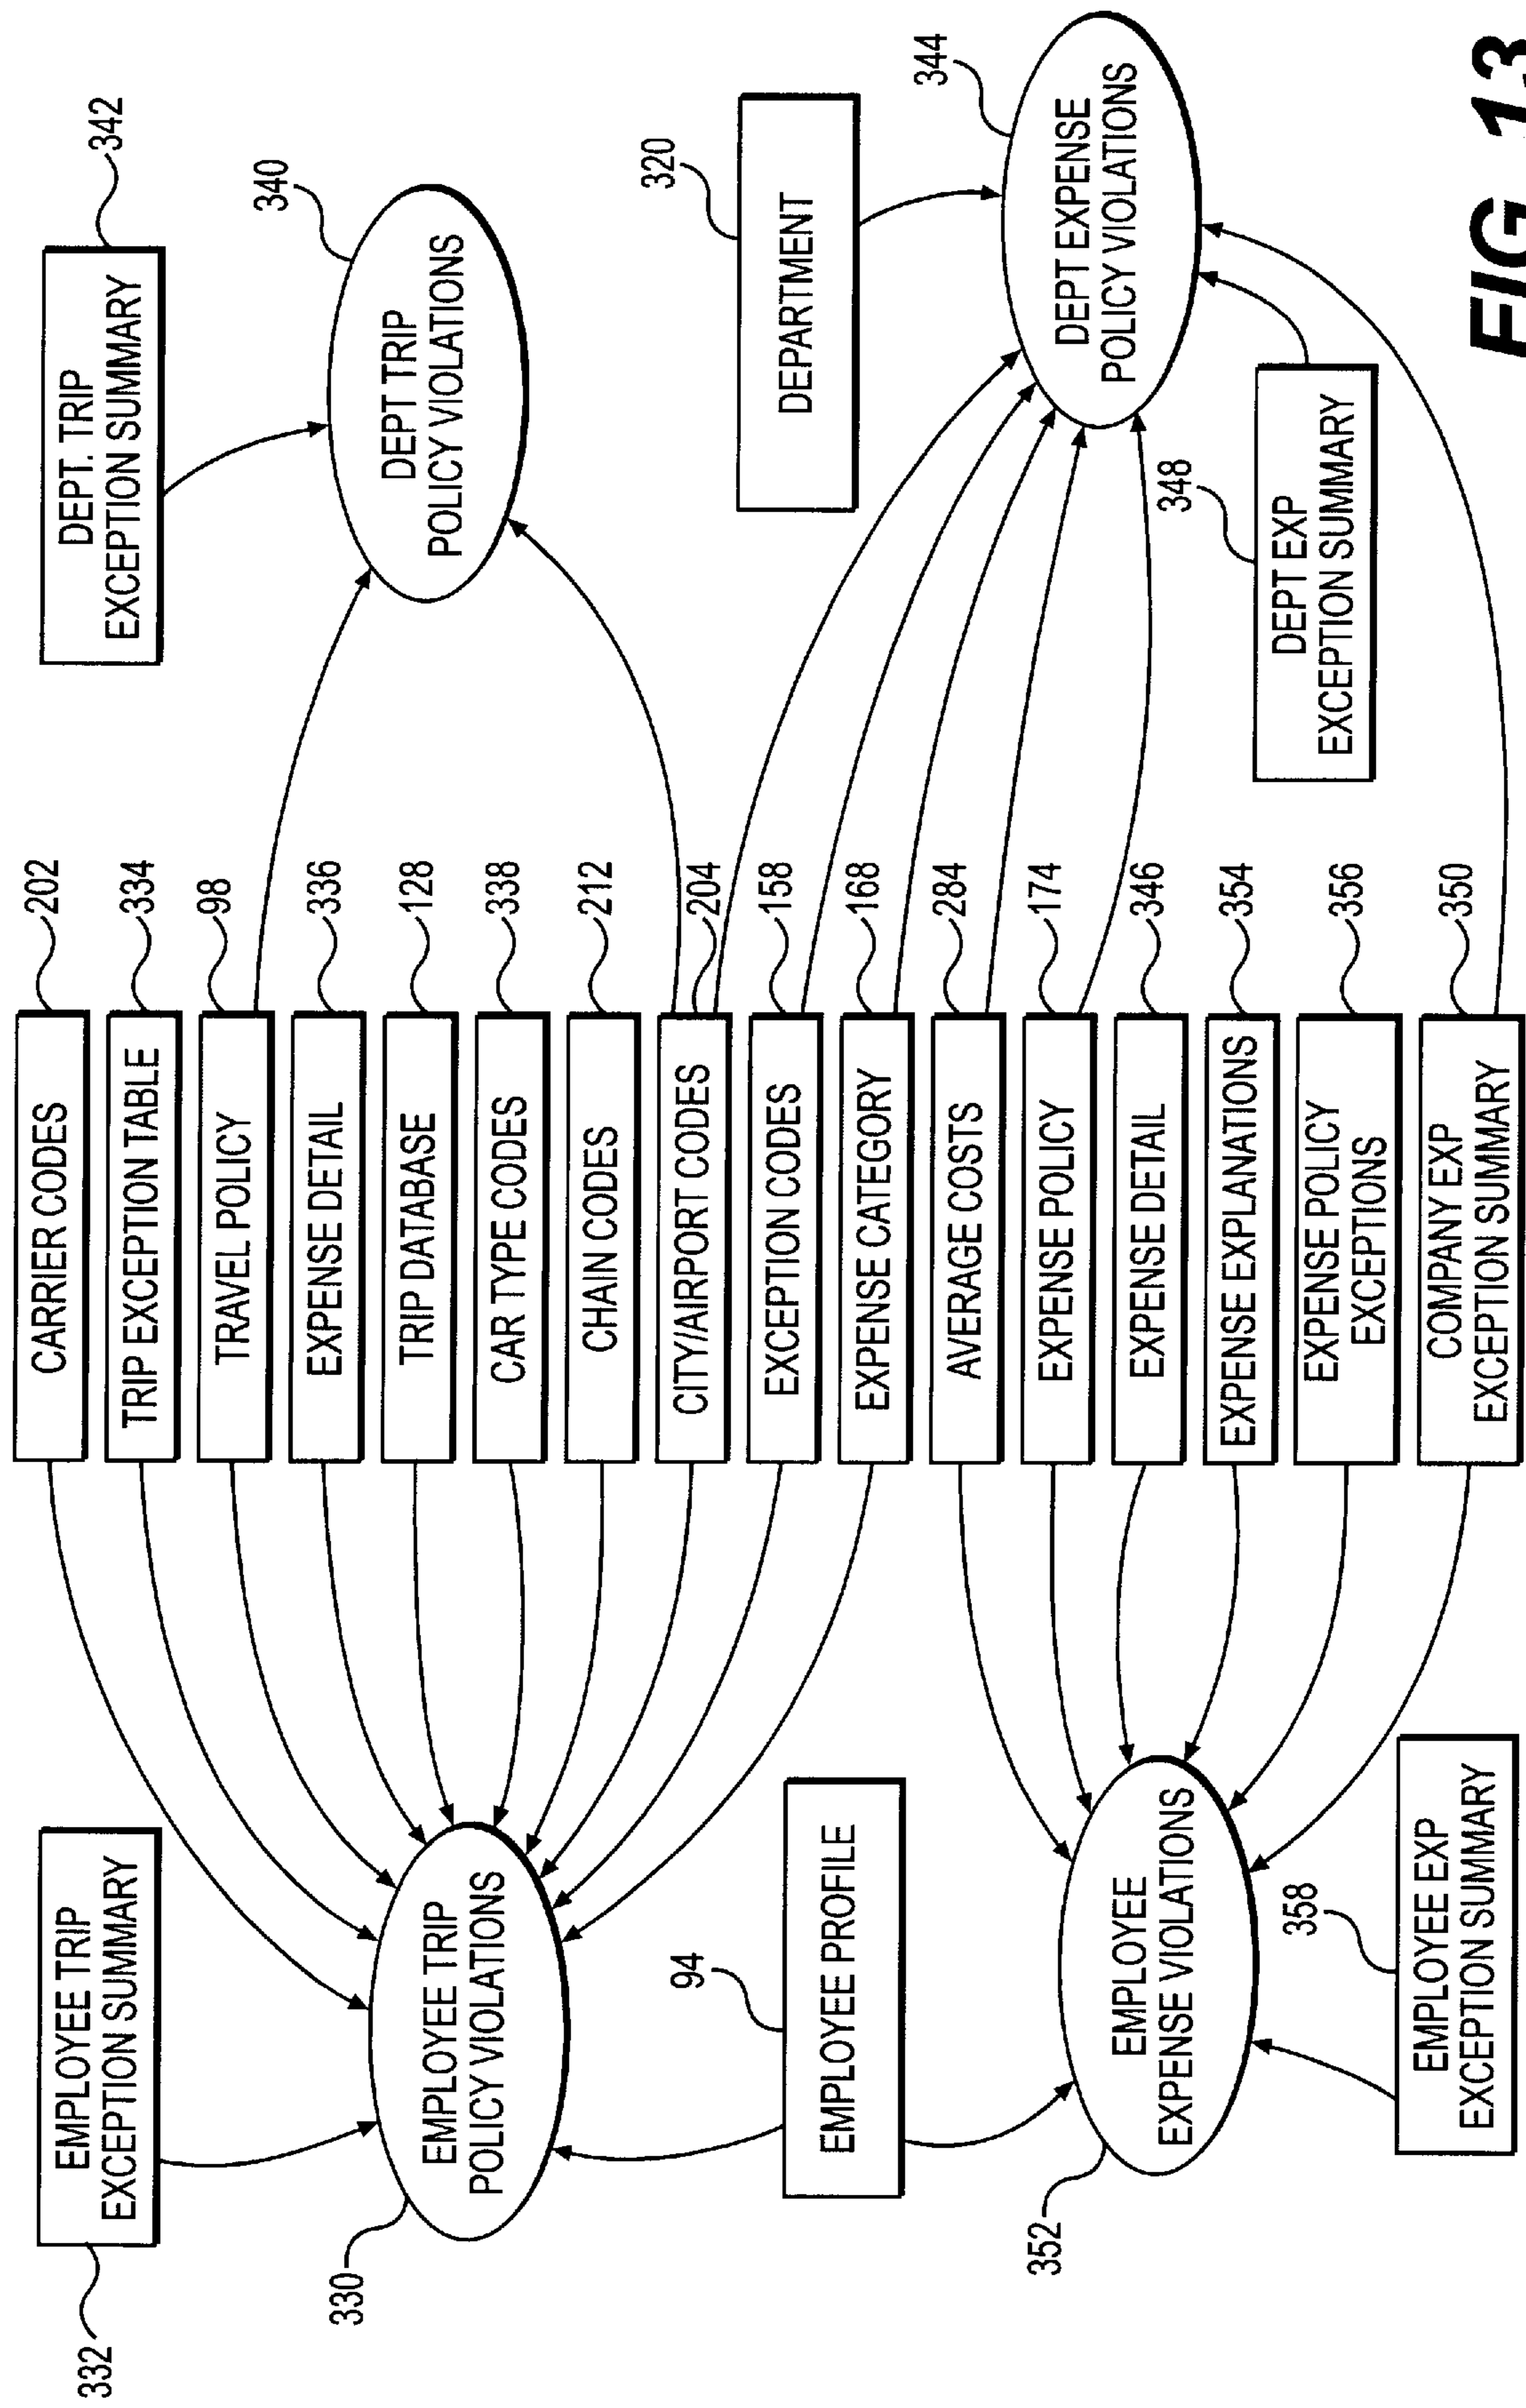 332
EMPLOYEE TRIP
EXCEPTION SUMMARY
330
EMPLOYEE TRIP
POLICY VIOLATIONS
94
EMPLOYEE PROFILE
352
EMPLOYEE
EXPENSE VIOLATIONS
358
EMPLOYEE EXP
EXCEPTION SUMMARY
CARRIER CODES
202
TRIP EXCEPTION TABLE
334
TRAVEL POLICY
98
EXPENSE DETAIL
336
TRIP DATABASE
128
CAR TYPE CODES
338
CHAIN CODES
212
CITY/AIRPORT CODES
204
EXCEPTION CODES
158
EXPENSE CATEGORY
168
AVERAGE COSTS
284
EXPENSE POLICY
174
EXPENSE DETAIL
346
EXPENSE EXPLANATIONS
354
EXPENSE POLICY
EXCEPTIONS
356
COMPANY EXP
EXCEPTION SUMMARY
350
DEPT. TRIP
EXCEPTION SUMMARY
342
340
DEPT TRIP
POLICY VIOLATIONS
320
DEPARTMENT
344
DEPT EXPENSE
POLICY VIOLATIONS
348
DEPT EXP
EXCEPTION SUMMARY
FIG 13